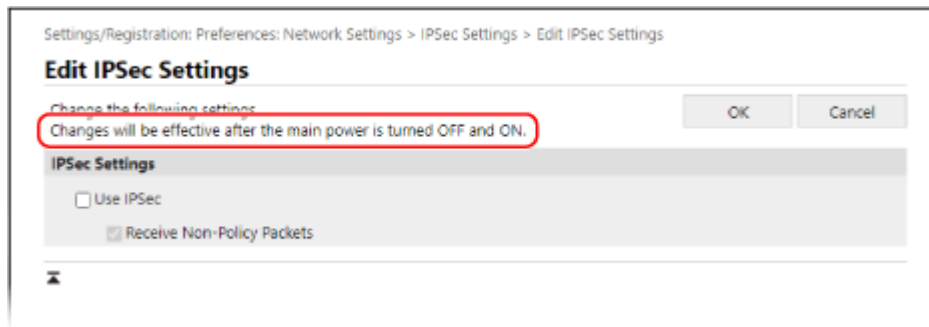 Settings/Registration: Preferences: Network Settings > IPSec Settings > Edit IPSec Settings
Edit IPSec Settings
Change the following settings.
OK
Cancel
Changes will be effective after the main power is turned OFF and ON.
IPSec Settings
Use IPSec
Receive Non-Policy Packets